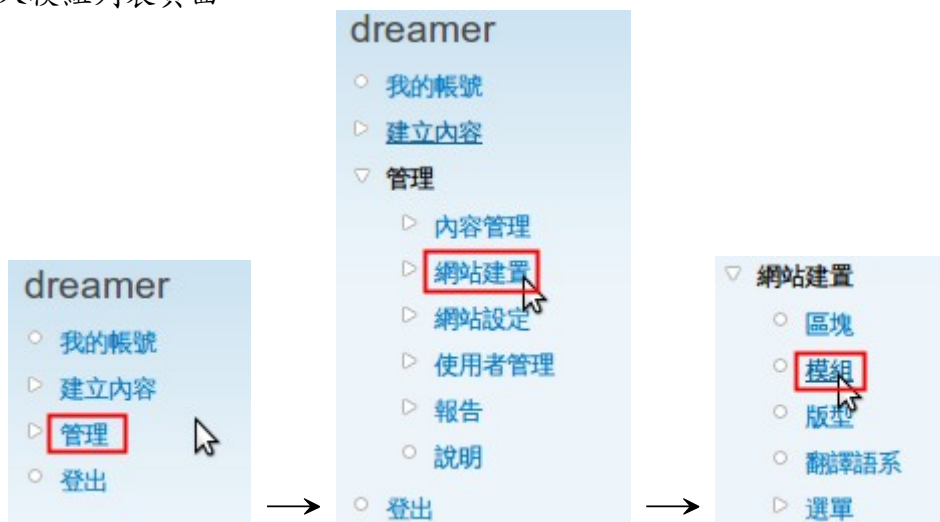 入模組列表頁面
dreamer
我的帳號
建立內容
管理
登出
dreamer
我的帳號
建立內容
管理
內容管理
網站建置
網站設定
使用者管理
報告
說明
登出
網站建置
區塊
模組
版型
翻譯語系
選單